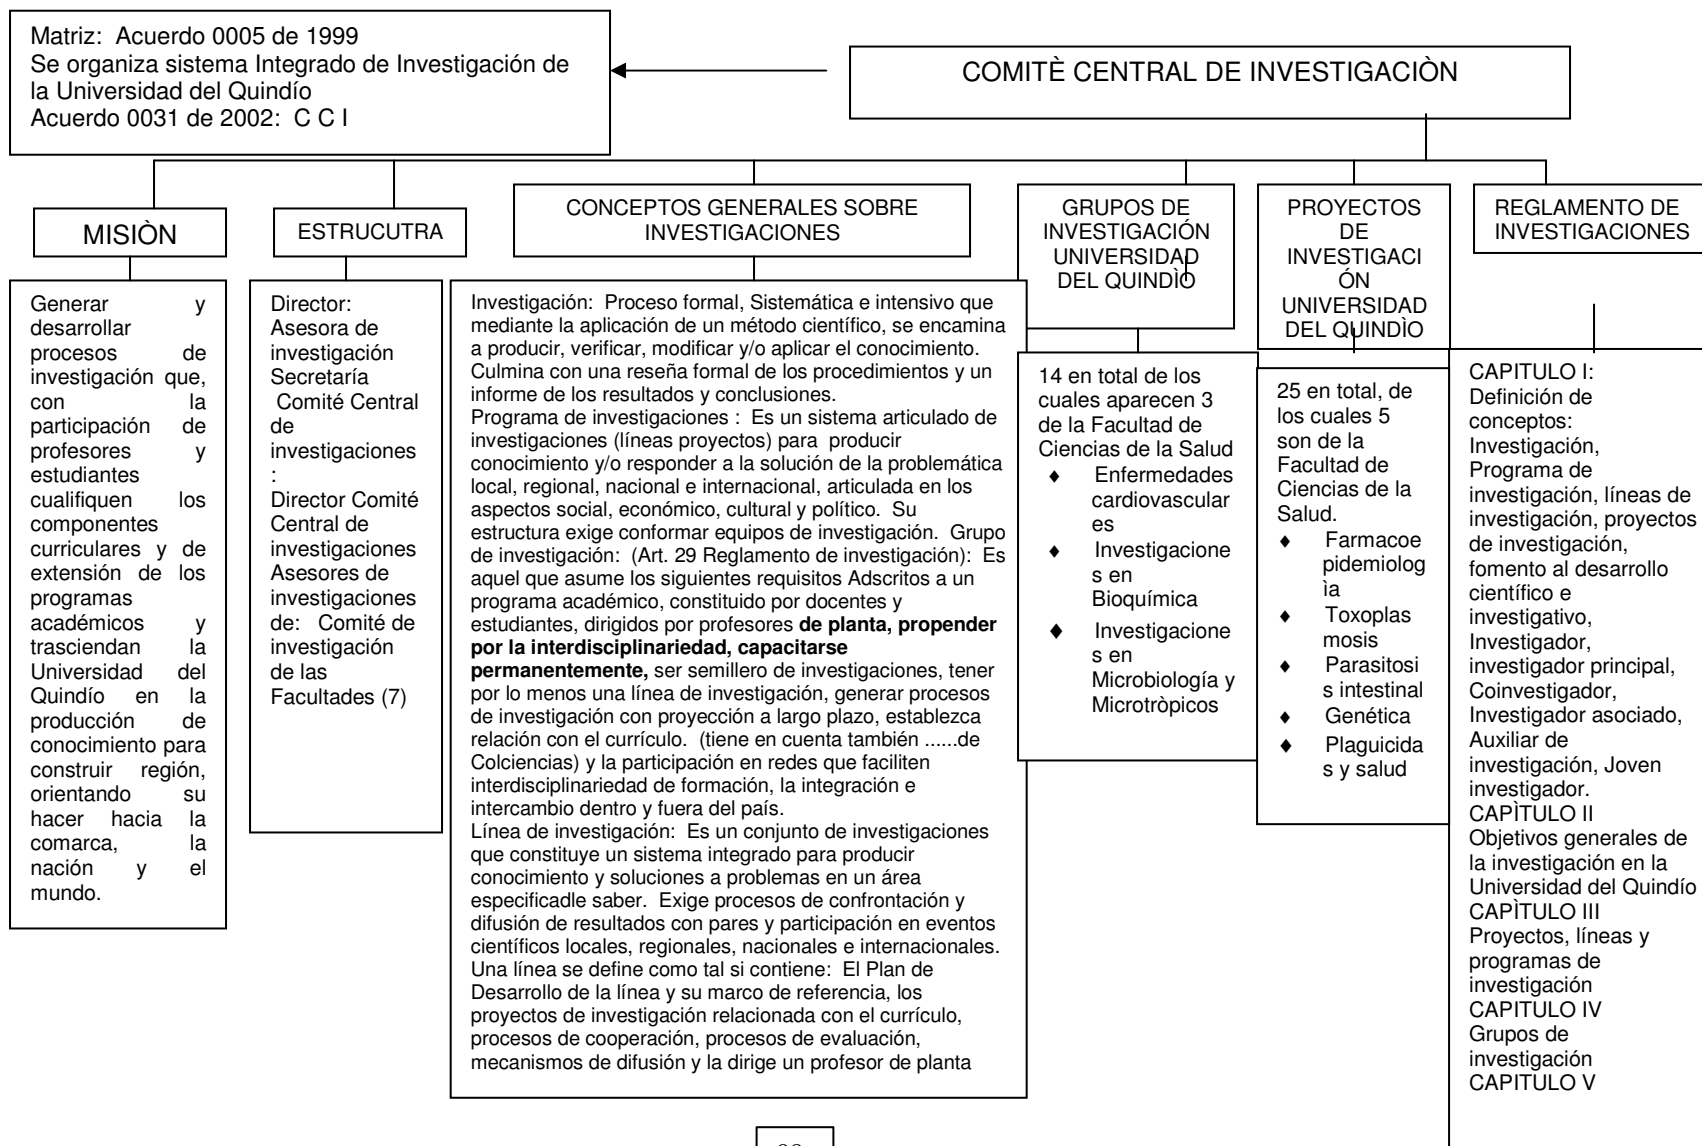 Matriz: Acuerdo 0005 de 1999
Se organiza sistema Integrado de Investigación de
la Universidad del Quindío
Acuerdo 0031 de 2002: C C I
COMITÈ CENTRAL DE INVESTIGACIÒN
MISIÒN
Generar y
desarrollar
procesos de
investigación que,
con la
participación de
profesores y
estudiantes
cualifiquen los
componentes
curriculares y de
extensión de los
programas
académicos y
trasciendan la
Universidad del
Quindío en la
producción de
conocimiento para
construir región,
orientando su
hacer hacia la
comarca, la
nación y el
mundo.
ESTRUCUTRA
Director:
Asesora de
investigación
Secretaría
Comité Central
de
investigaciones
:
Director Comité
Central de
investigaciones
Asesores de
investigaciones
de: Comité de
investigación
de las
Facultades (7)
CONCEPTOS GENERALES SOBRE
INVESTIGACIONES
Investigación: Proceso formal, Sistemática e intensivo que
mediante la aplicación de un método científico, se encamina
a producir, verificar, modificar y/o aplicar el conocimiento.
Culmina con una reseña formal de los procedimientos y un
informe de los resultados y conclusiones.
Programa de investigaciones : Es un sistema articulado de
investigaciones (líneas proyectos) para producir
conocimiento y/o responder a la solución de la problemática
local, regional, nacional e internacional, articulada en los
aspectos social, económico, cultural y político. Su
estructura exige conformar equipos de investigación. Grupo
de investigación: (Art. 29 Reglamento de investigación): Es
aquel que asume los siguientes requisitos Adscritos a un
programa académico, constituido por docentes y
estudiantes, dirigidos por profesores de planta, propender
por la interdisciplinariedad, capacitarse
permanentemente, ser semillero de investigaciones, tener
por lo menos una línea de investigación, generar procesos
de investigación con proyección a largo plazo, establezca
relación con el currículo. (tiene en cuenta también ......de
Colciencias) y la participación en redes que faciliten
interdisciplinariedad de formación, la integración e
intercambio dentro y fuera del país.
Línea de investigación: Es un conjunto de investigaciones
que constituye un sistema integrado para producir
conocimiento y soluciones a problemas en un área
especificadle saber. Exige procesos de confrontación y
difusión de resultados con pares y participación en eventos
científicos locales, regionales, nacionales e internacionales.
Una línea se define como tal si contiene: El Plan de
Desarrollo de la línea y su marco de referencia, los
proyectos de investigación relacionada con el currículo,
procesos de cooperación, procesos de evaluación,
mecanismos de difusión y la dirige un profesor de planta
GRUPOS DE
INVESTIGACIÓN
UNIVERSIDAD
DEL QUINDÌO
14 en total de los
cuales aparecen 3
de la Facultad de
Ciencias de la Salud
♦ Enfermedades
cardiovascular
es
♦ Investigacione
s en
Bioquímica
♦ Investigacione
s en
Microbiología y
Microtròpicos
PROYECTOS
DE
INVESTIGACI
ÓN
UNIVERSIDAD
DEL QUINDÌO
25 en total, de
los cuales 5
son de la
Facultad de
Ciencias de la
Salud.
♦ Farmacoe
pidemiolog
ìa
♦ Toxoplas
mosis
♦ Parasitosi
s intestinal
♦ Genética
♦ Plaguicida
s y salud
REGLAMENTO DE
INVESTIGACIONES
CAPITULO I:
Definición de
conceptos:
Investigación,
Programa de
investigación, líneas de
investigación, proyectos
de investigación,
fomento al desarrollo
científico e
investigativo,
Investigador,
investigador principal,
Coinvestigador,
Investigador asociado,
Auxiliar de
investigación, Joven
investigador.
CAPÌTULO II
Objetivos generales de
la investigación en la
Universidad del Quindío
CAPÌTULO III
Proyectos, líneas y
programas de
investigación
CAPITULO IV
Grupos de
investigación
CAPITULO V